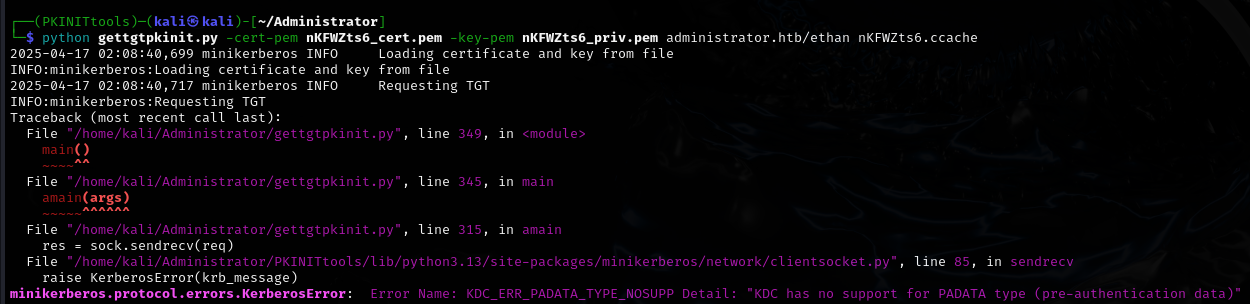 ┌──(PKINITtools)─(kali㉿kali)-[~/Administrator]
└─$ python gettgtpkinit.py -cert-pem nKFWZts6_cert.pem -key-pem nKFWZts6_priv.pem administrator.htb/ethan nKFWZts6.ccache
2025-04-17 02:08:40,699 minikerberos INFO     Loading certificate and key from file
INFO:minikerberos:Loading certificate and key from file
2025-04-17 02:08:40,717 minikerberos INFO     Requesting TGT
INFO:minikerberos:Requesting TGT
Traceback (most recent call last):
  File "/home/kali/Administrator/gettgtpkinit.py", line 349, in <module>
    main()
    ~~~~^^
  File "/home/kali/Administrator/gettgtpkinit.py", line 345, in main
    amain(args)
    ~~~~~^^^^^^
  File "/home/kali/Administrator/gettgtpkinit.py", line 315, in amain
    res = sock.sendrecv(req)
  File "/home/kali/Administrator/PKINITtools/lib/python3.13/site-packages/minikerberos/network/clientsocket.py", line 85, in sendrecv
    raise KerberosError(krb_message)
minikerberos.protocol.errors.KerberosError:  Error Name: KDC_ERR_PADATA_TYPE_NOSUPP Detail: "KDC has no support for PADATA type (pre-authentication data)"